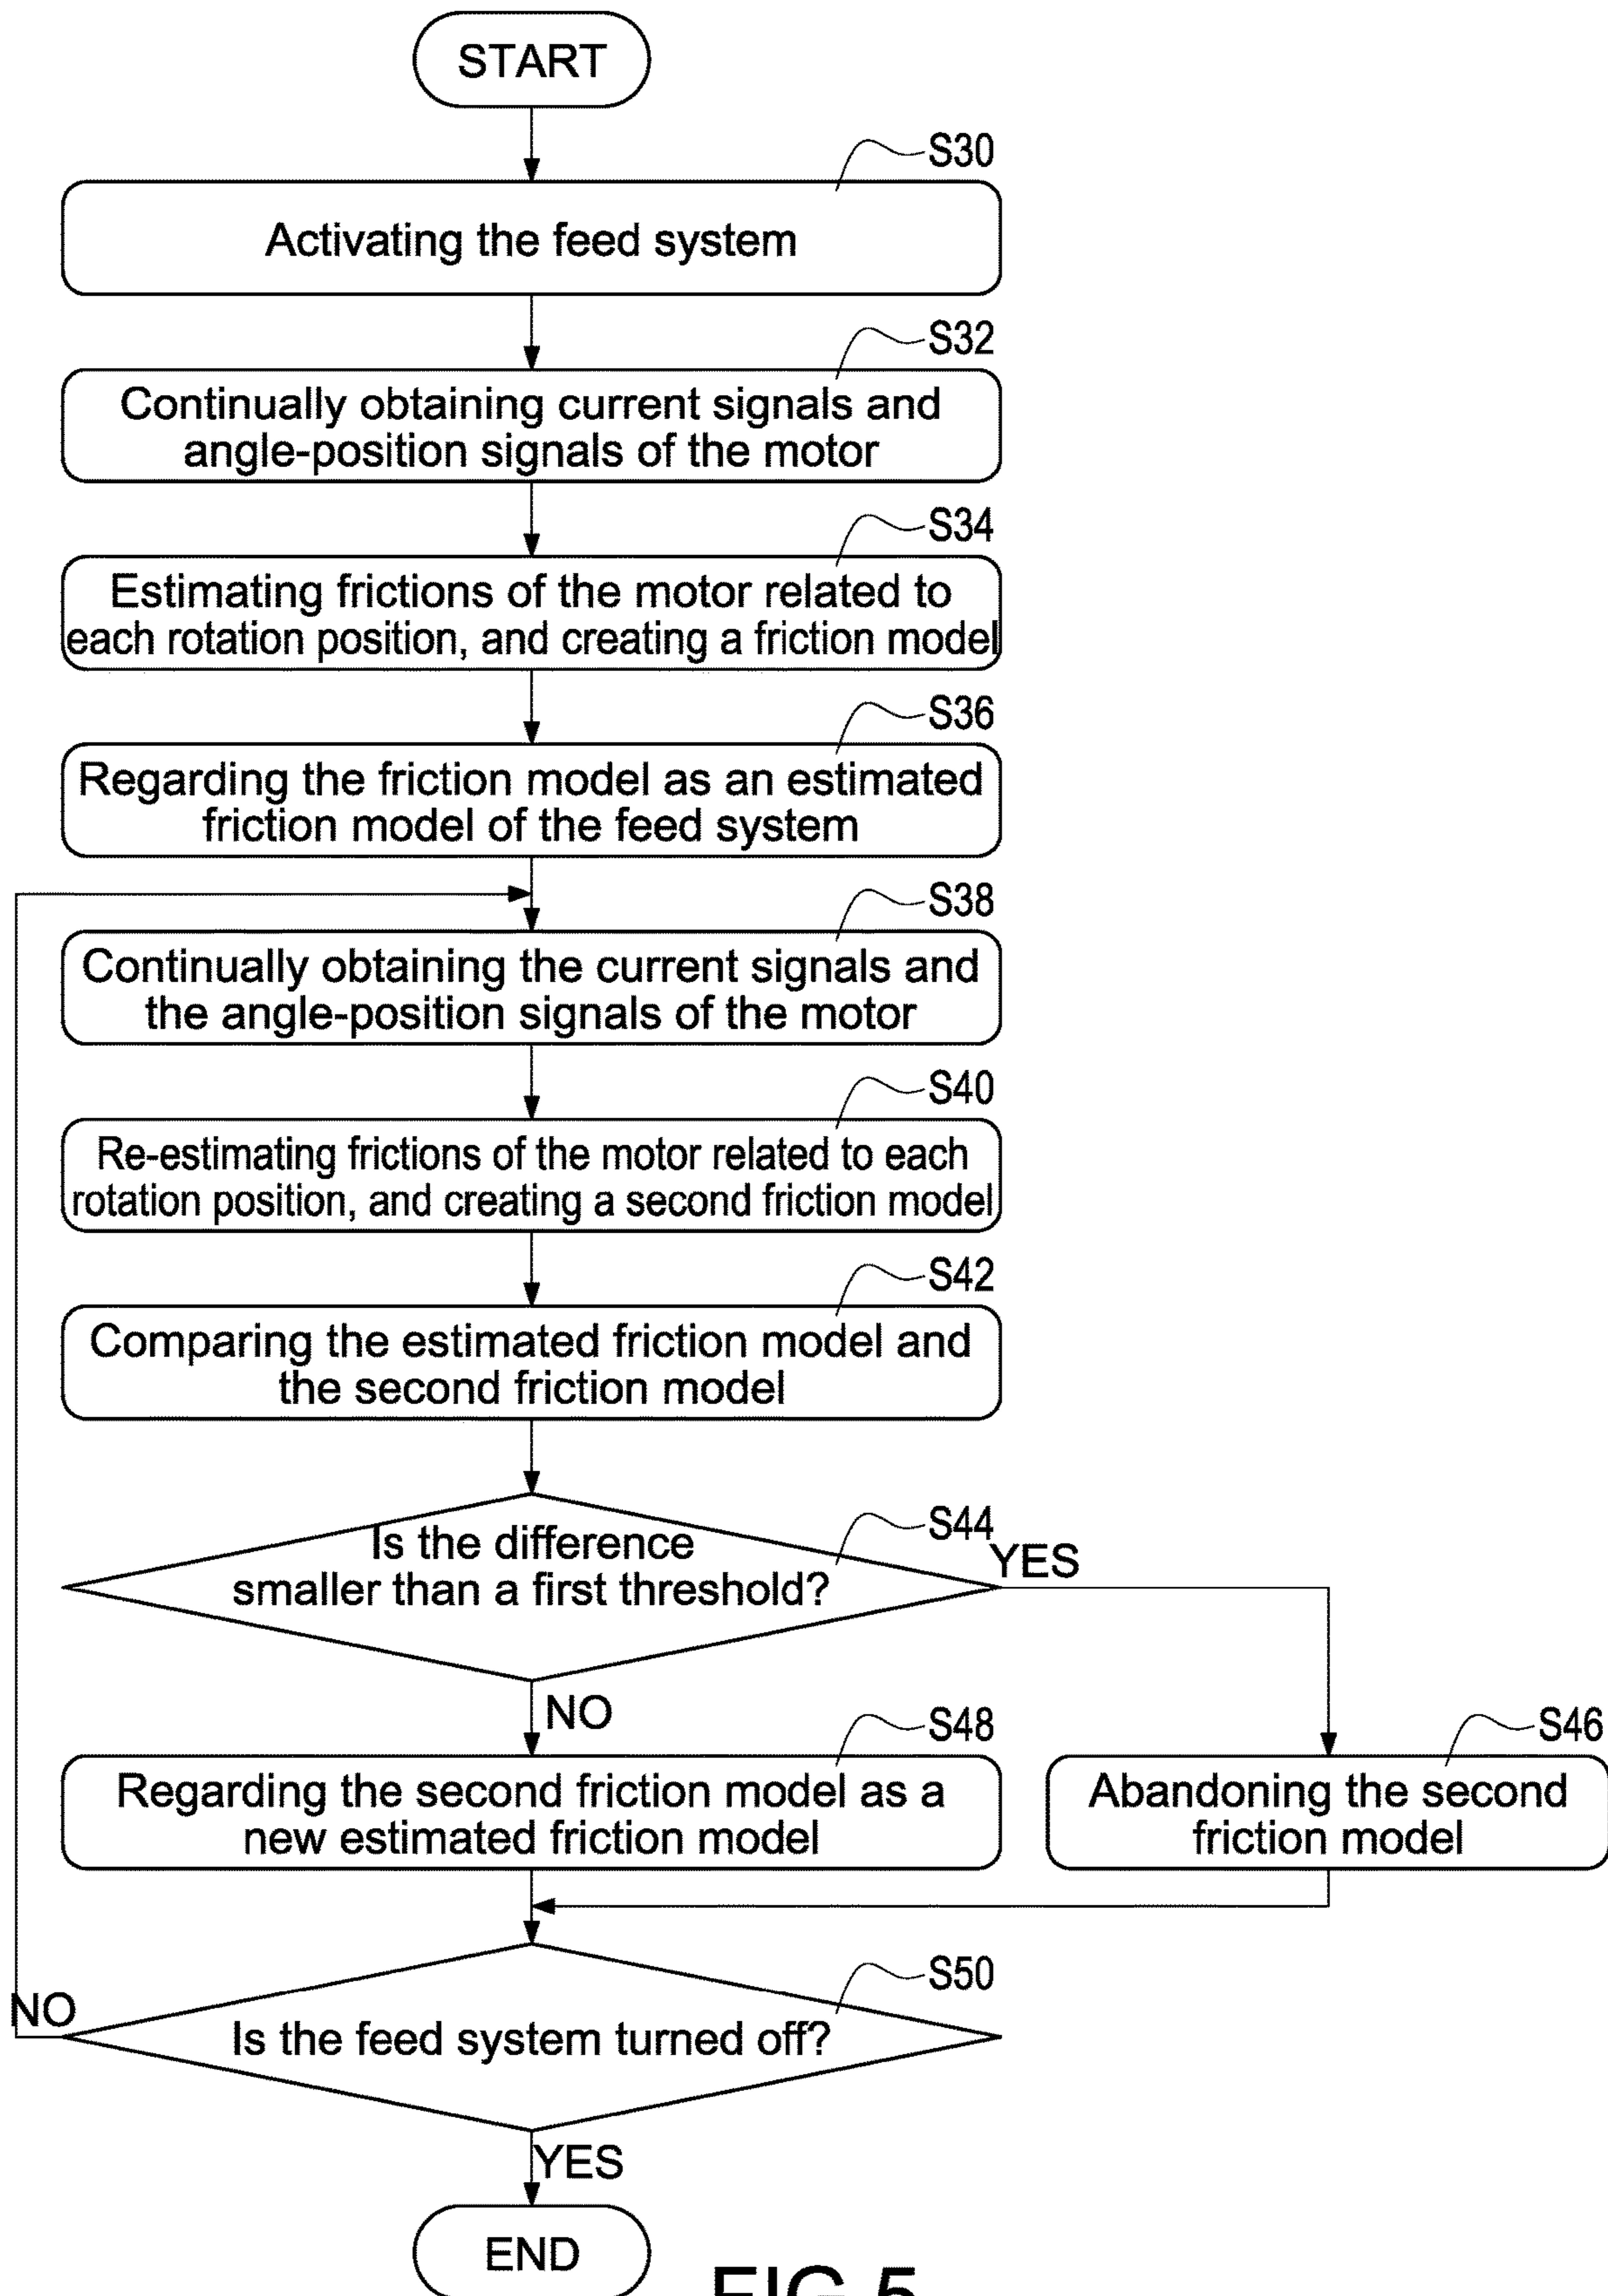 START
S30
Activating the feed system
S32
Continually obtaining current signals and
angle-position signals of the motor
S34
Estimating frictions of the motor related to
each rotation position, and creating a friction model
S36
Regarding the friction model as an estimated
friction model of the feed system
S38
Continually obtaining the current signals and
the angle-position signals of the motor
S40
Re-estimating frictions of the motor related to each
rotation position, and creating a second friction model
S42
Comparing the estimated friction model and
the second friction model
S44
Is the difference
smaller than a first threshold?
YES
NO
S48
Regarding the second friction model as a
new estimated friction model
S46
Abandoning the second
friction model
S50
Is the feed system turned off?
NO
YES
END
FIG.5